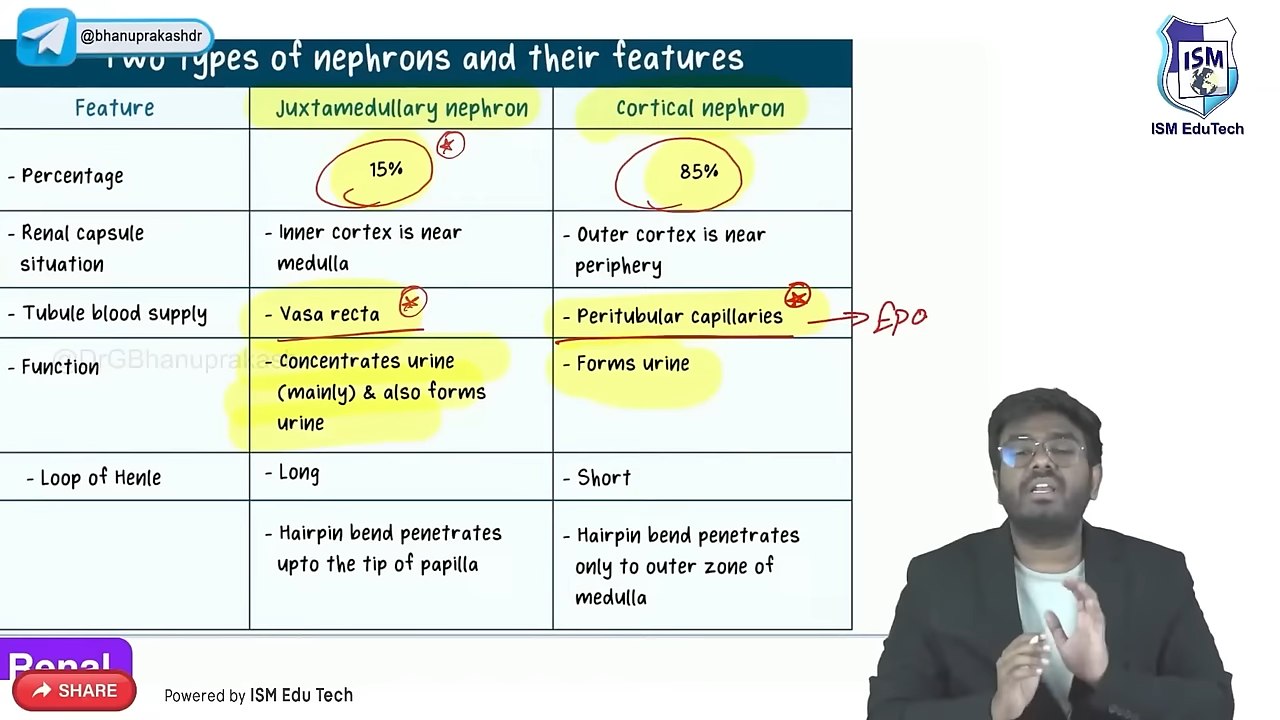 @bhanuprakashdr
Two Types of nephrons and their features
Feature
Juxtamedullary nephron
Cortical nephron
- Percentage
15%
85%
- Renal capsule
situation
- Inner cortex is near
medulla
- Outer cortex is near
periphery
- Tubule blood supply
- Vasa recta
- Peritubular capillaries
Epo
- Function
- Concentrates urine
(mainly) & also forms
urine
- Forms urine
- Loop of Henle
- Long
- Short
- Hairpin bend penetrates
upto the tip of papilla
- Hairpin bend penetrates
only to outer zone of
medulla
@DrGBhanuprakash
Renal
SHARE
Powered by ISM Edu Tech
ISM
ISM EduTech